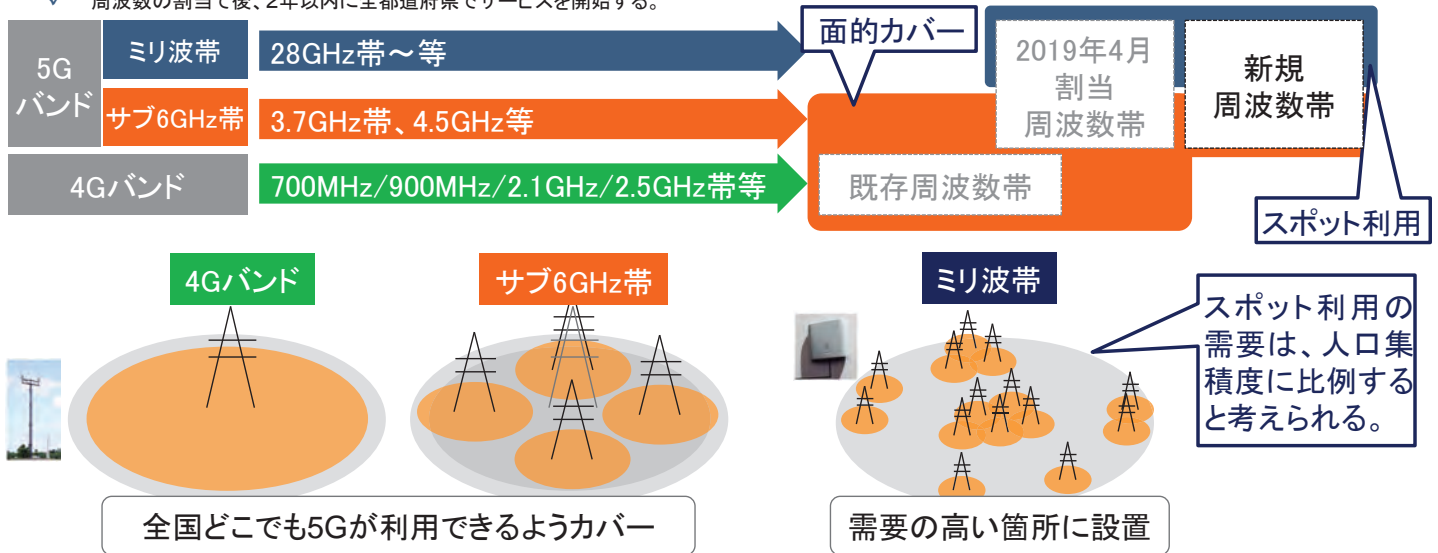 ✓ 周波数の割当て後、2年以内に全都道府県でサービスを開始する。
5G
バンド
ミリ波帯
28GHz帯～等
サブ6GHz帯
3.7GHz帯、4.5GHz等
4Gバンド
700MHz/900MHz/2.1GHz/2.5GHz帯等
面的カバー
2019年4月
割当
周波数帯
新規
周波数帯
既存周波数帯
スポット利用
4Gバンド
サブ6GHz帯
ミリ波帯
スポット利用の
需要は、人口集
積度に比例する
と考えられる。
全国どこでも5Gが利用できるようカバー
需要の高い箇所に設置